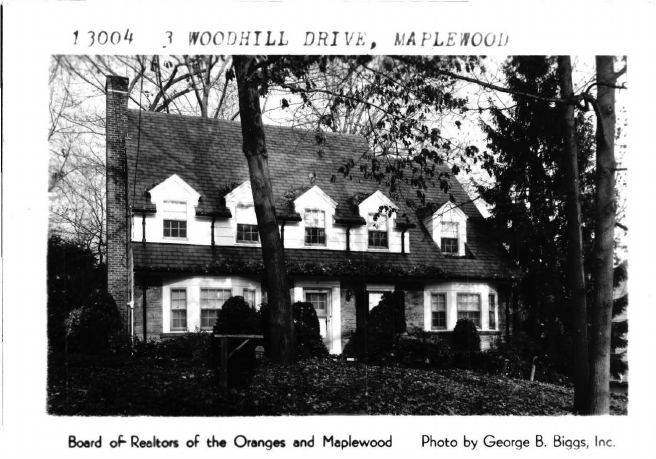 13004 3 WOODHILL DRIVE, MAPLEWOOD
Board of Realtors of the Oranges and Maplewood Photo by George B. Biggs, Inc.